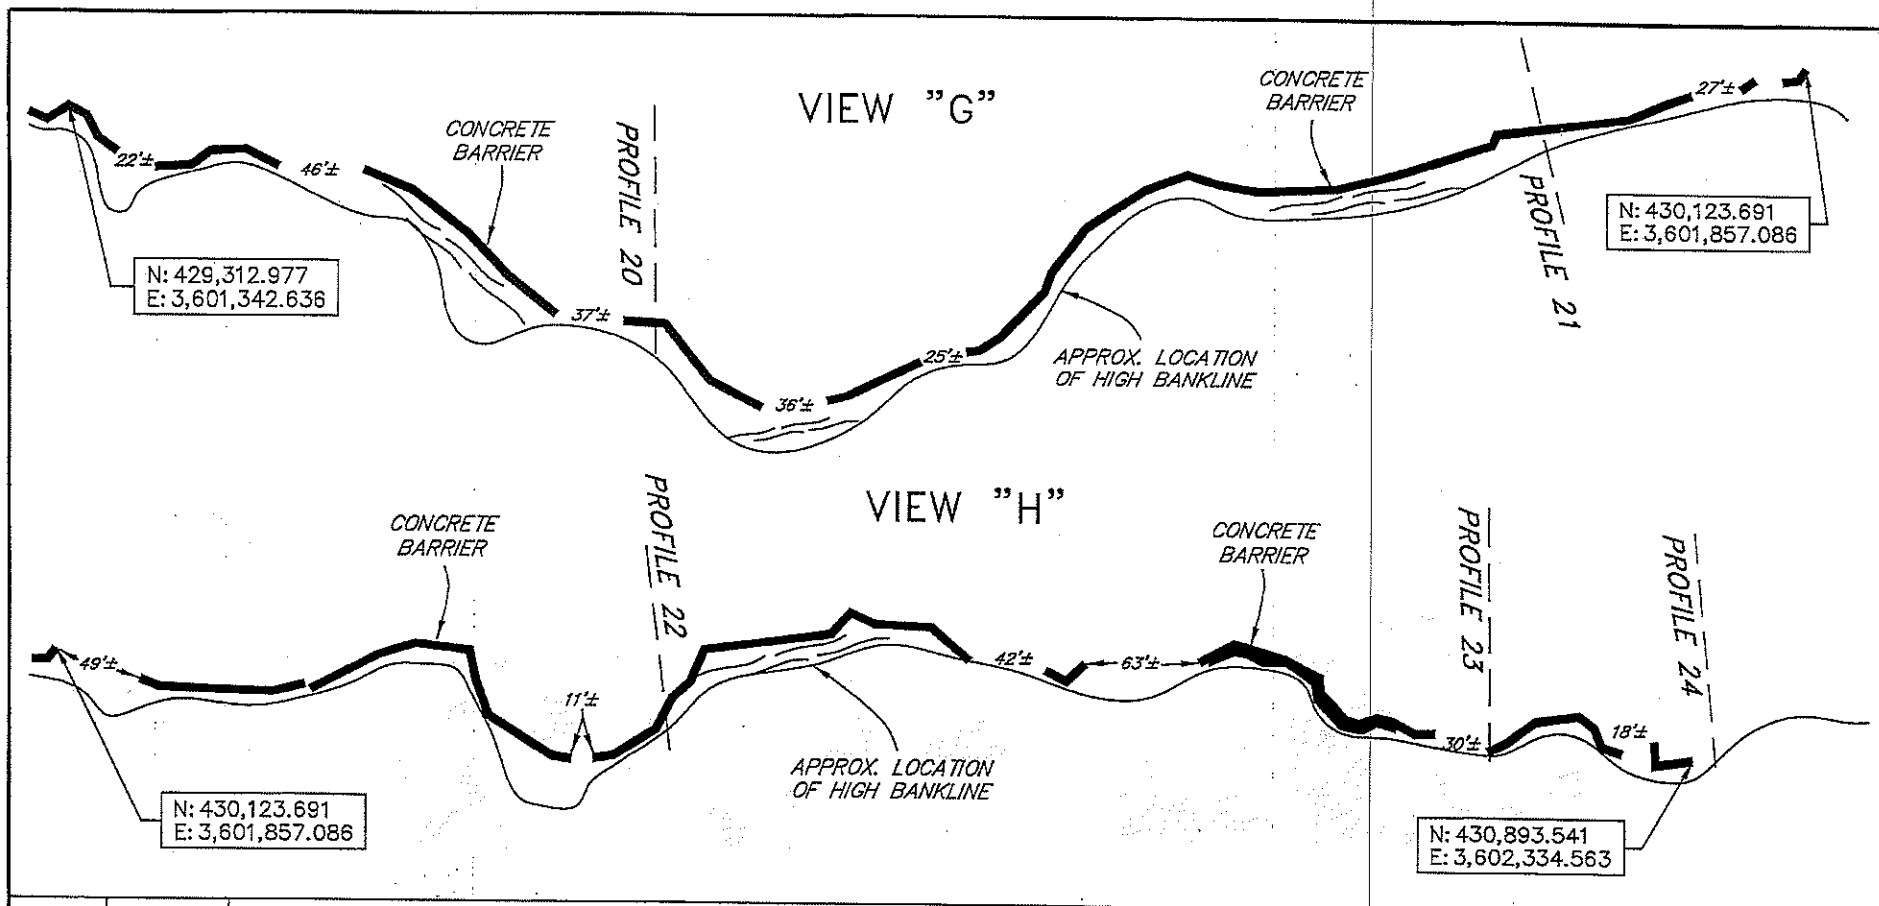 VIEW "G"
CONCRETE
BARRIER
PROFILE 20
CONCRETE
BARRIER
27'±
22'±
46'±
PROFILE 21
N: 430,123.691
E: 3,601,857.086
N: 429,312.977
E: 3,601,342.636
37'±
25'±
APPROX. LOCATION
OF HIGH BANKLINE
36'±
VIEW "H"
CONCRETE
BARRIER
PROFILE 22
CONCRETE
BARRIER
PROFILE 23
PROFILE 24
49'±
42'±
63'±
11'±
30'±
18'±
APPROX. LOCATION
OF HIGH BANKLINE
N: 430,123.691
E: 3,601,857.086
N: 430,893.541
E: 3,602,334.563